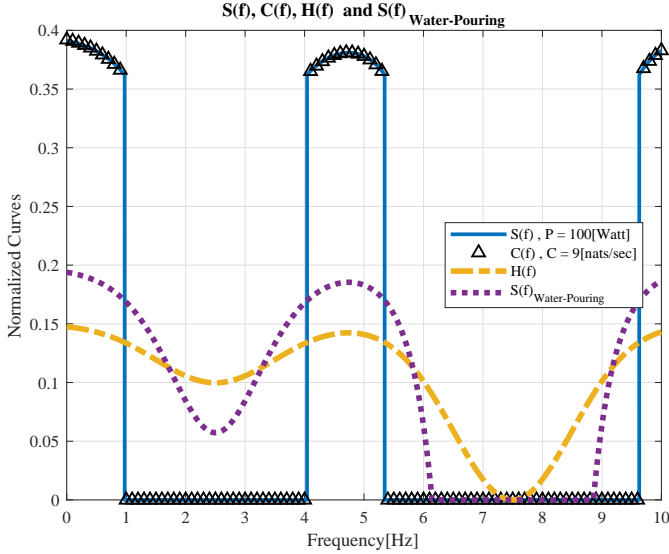 S(f), C(f), H(f) and S(f)Water-Pouring
0.4
0.35
0.3
0.25
0.2
0.15
0.1
0.05
0
Normalized Curves
S(f) , P = 100[Watt]
C(f) , C = 9[nats/sec]
H(f)
S(f)Water-Pouring
0 1 2 3 4 5 6 7 8 9 10
Frequency[Hz]